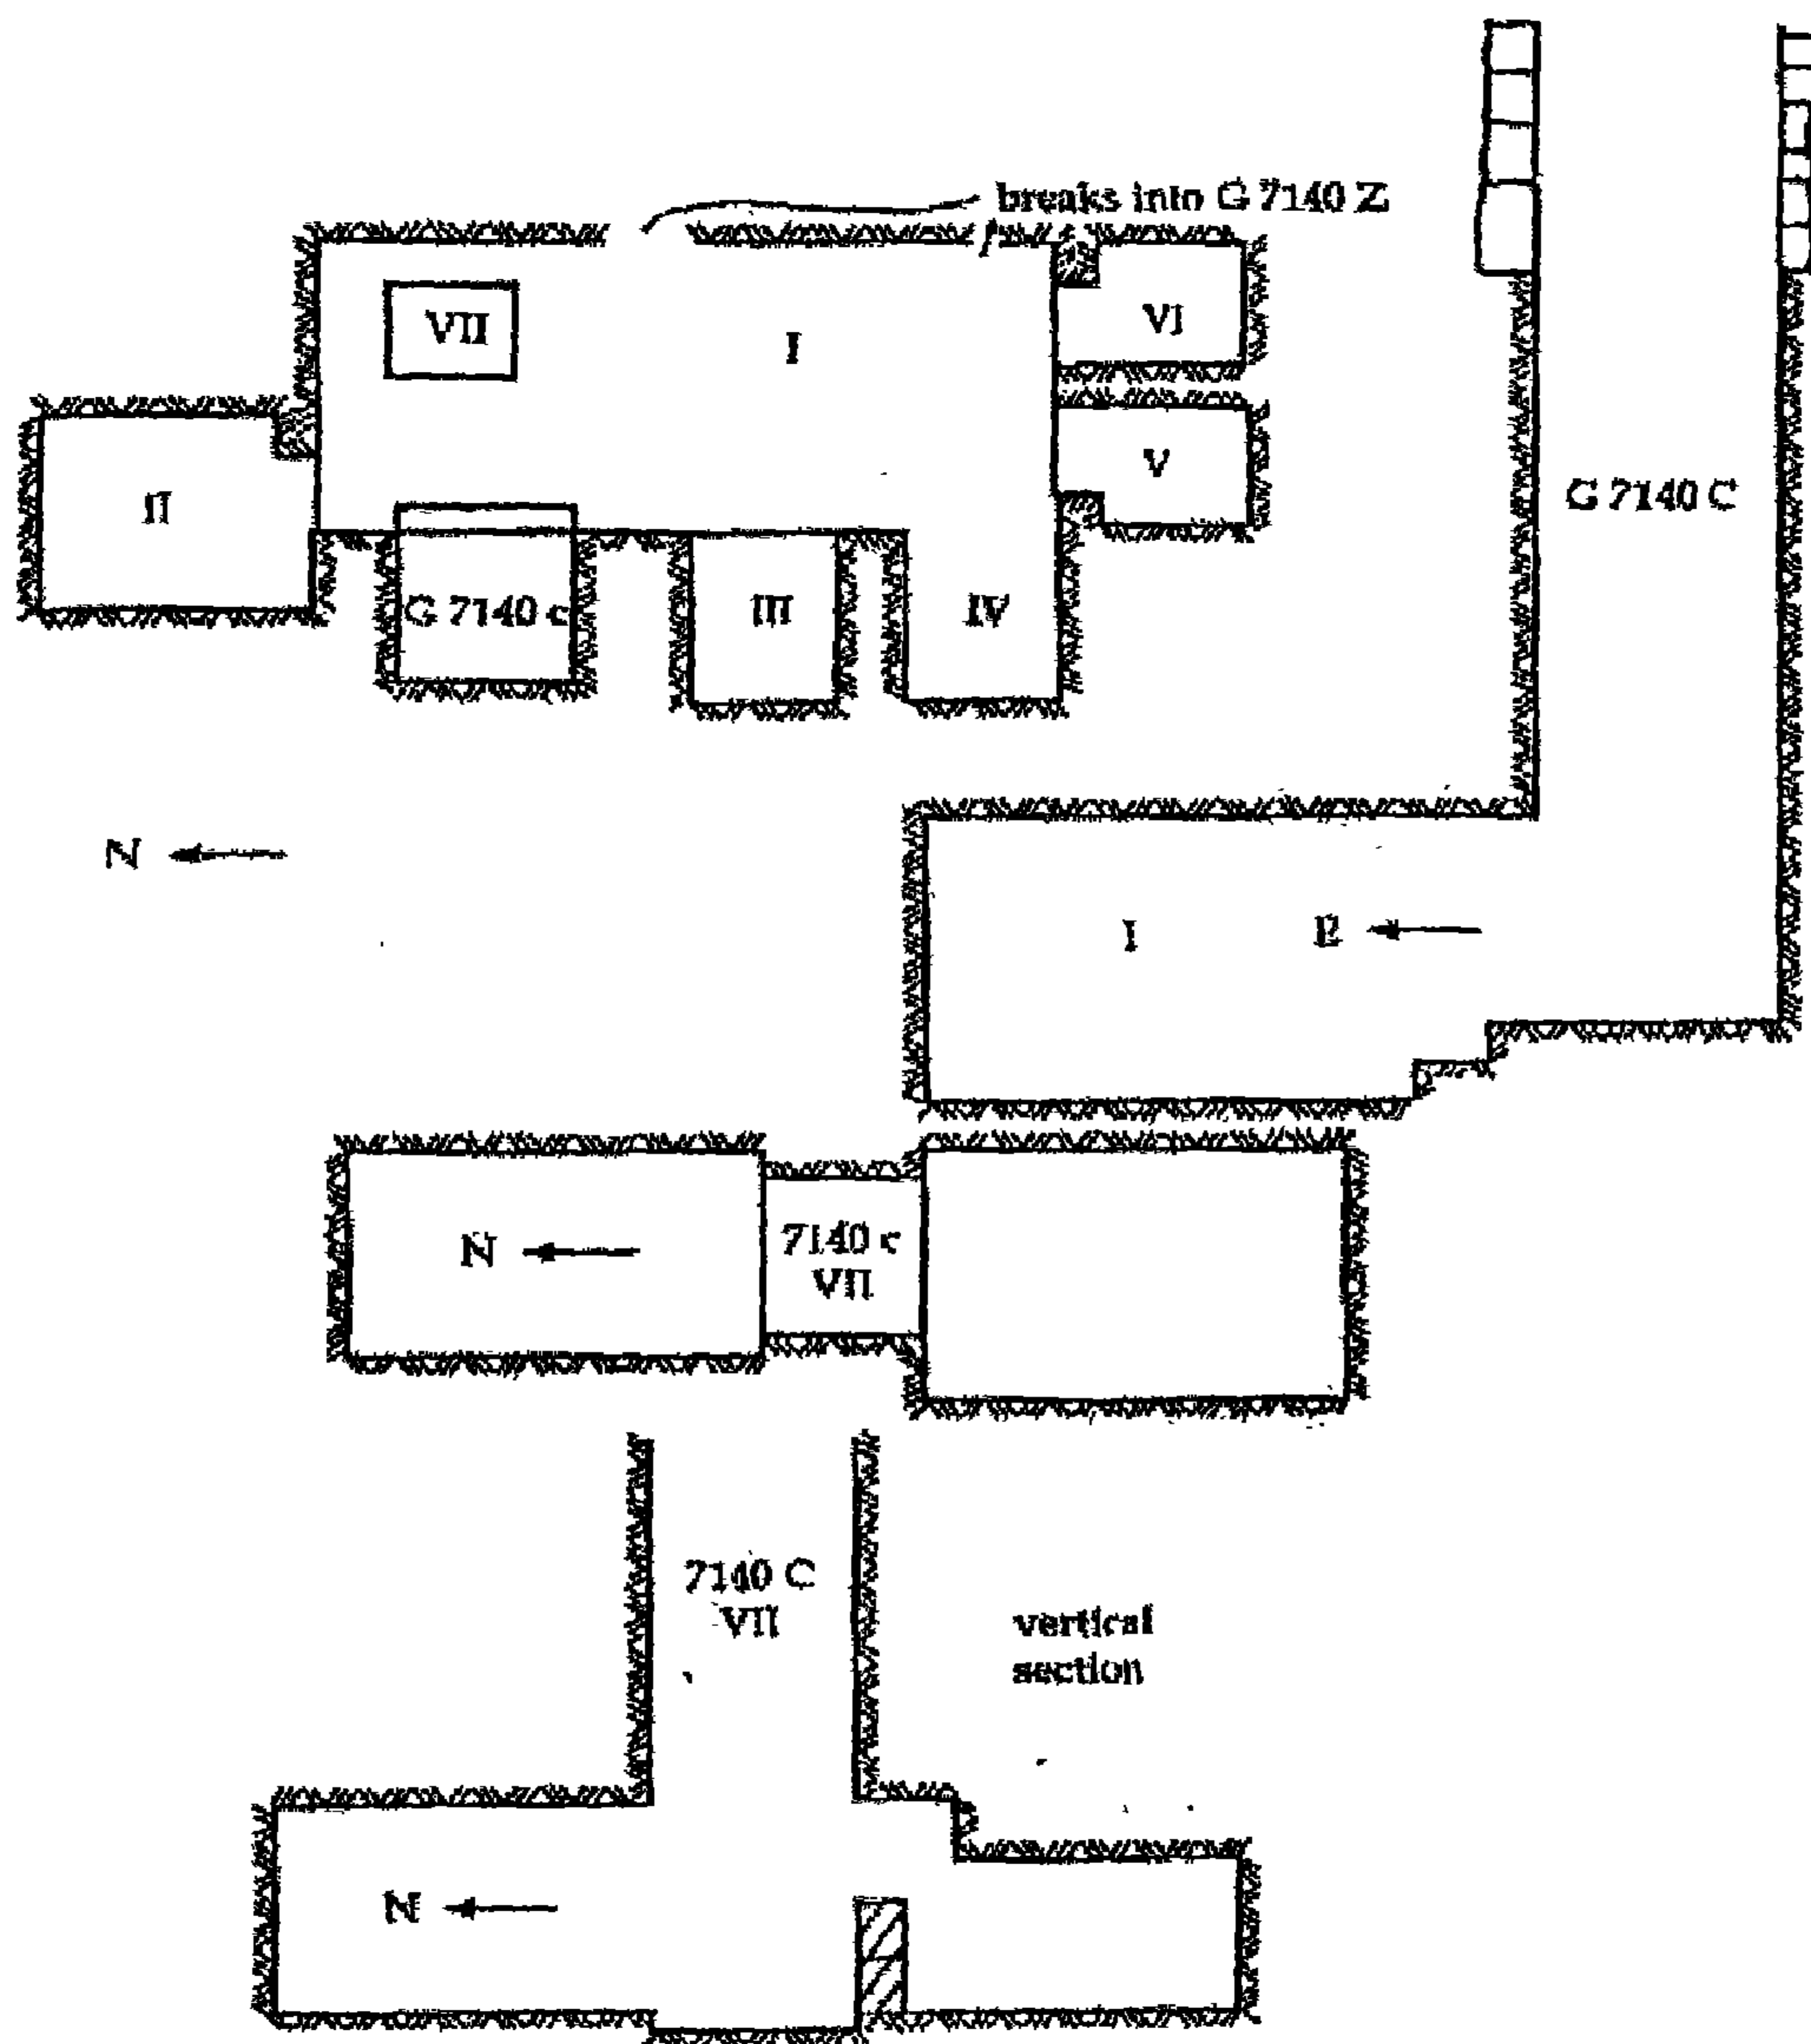 breaks into G 7140 Z
VII
I
VI
II
V
G 7140 C
G 7140 c
III
IV
N
I
E
N
7140 c
VII
7140 C
VII
vertical
section
N